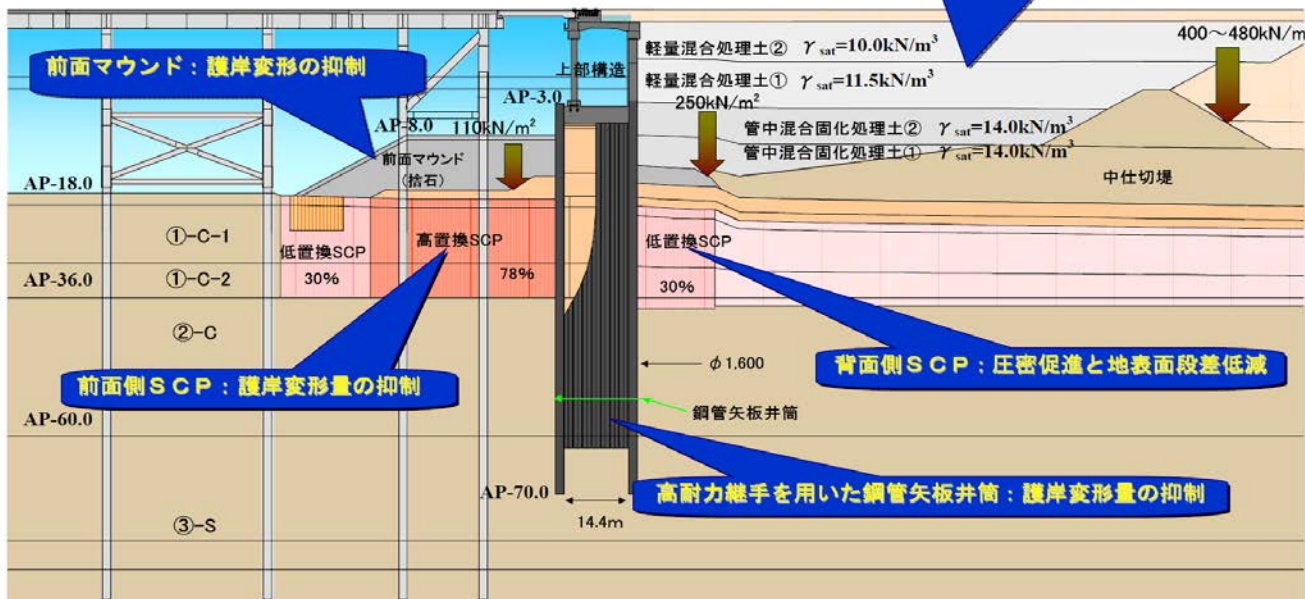 軽量混合処理土② γsat=10.0kN/m³
400～480kN/m
前面マウンド：護岸変形の抑制
上部構造
軽量混合処理土① γsat=11.5kN/m³
AP-3.0
250kN/m²
AP-8.0
110kN/m²
管中混合固化処理土② γsat=14.0kN/m³
管中混合固化処理土① γsat=14.0kN/m³
前面マウンド
(捨石)
中仕切堤
AP-18.0
①-C-1
低置換SCP
30%
高置換SCP
78%
低置換SCP
30%
AP-36.0
①-C-2
②-C
φ1,600
背面側ＳＣＰ：圧密促進と地表面段差低減
前面側ＳＣＰ：護岸変形量の抑制
鋼管矢板井筒
AP-60.0
AP-70.0
高耐力継手を用いた鋼管矢板井筒：護岸変形量の抑制
14.4m
③-S